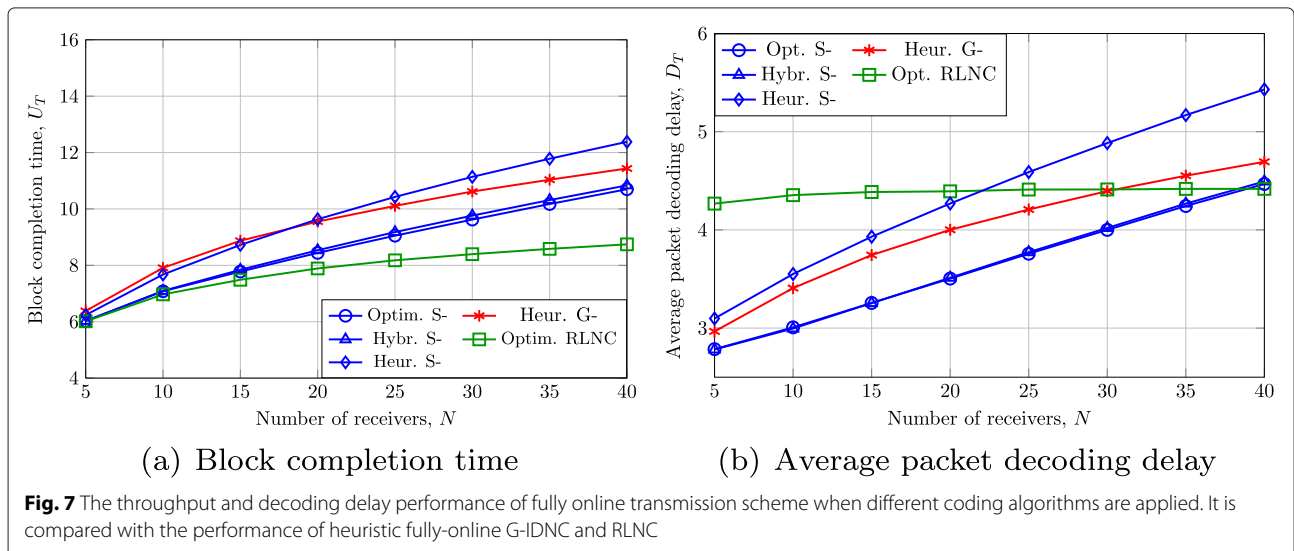 16
14
12
10
8
6
4
Block completion time, U_T
Optim. S-
Hybr. S-
Heur. S-
Heur. G-
Optim. RLNC
5 10 15 20 25 30 35 40
Number of receivers, N
(a) Block completion time
6
5
4
3
Average packet decoding delay, D_T
Opt. S-
Hybr. S-
Heur. S-
Heur. G-
Opt. RLNC
5 10 15 20 25 30 35 40
Number of receivers, N
(b) Average packet decoding delay
Fig. 7 The throughput and decoding delay performance of fully online transmission scheme when different coding algorithms are applied. It is
compared with the performance of heuristic fully-online G-IDNC and RLNC